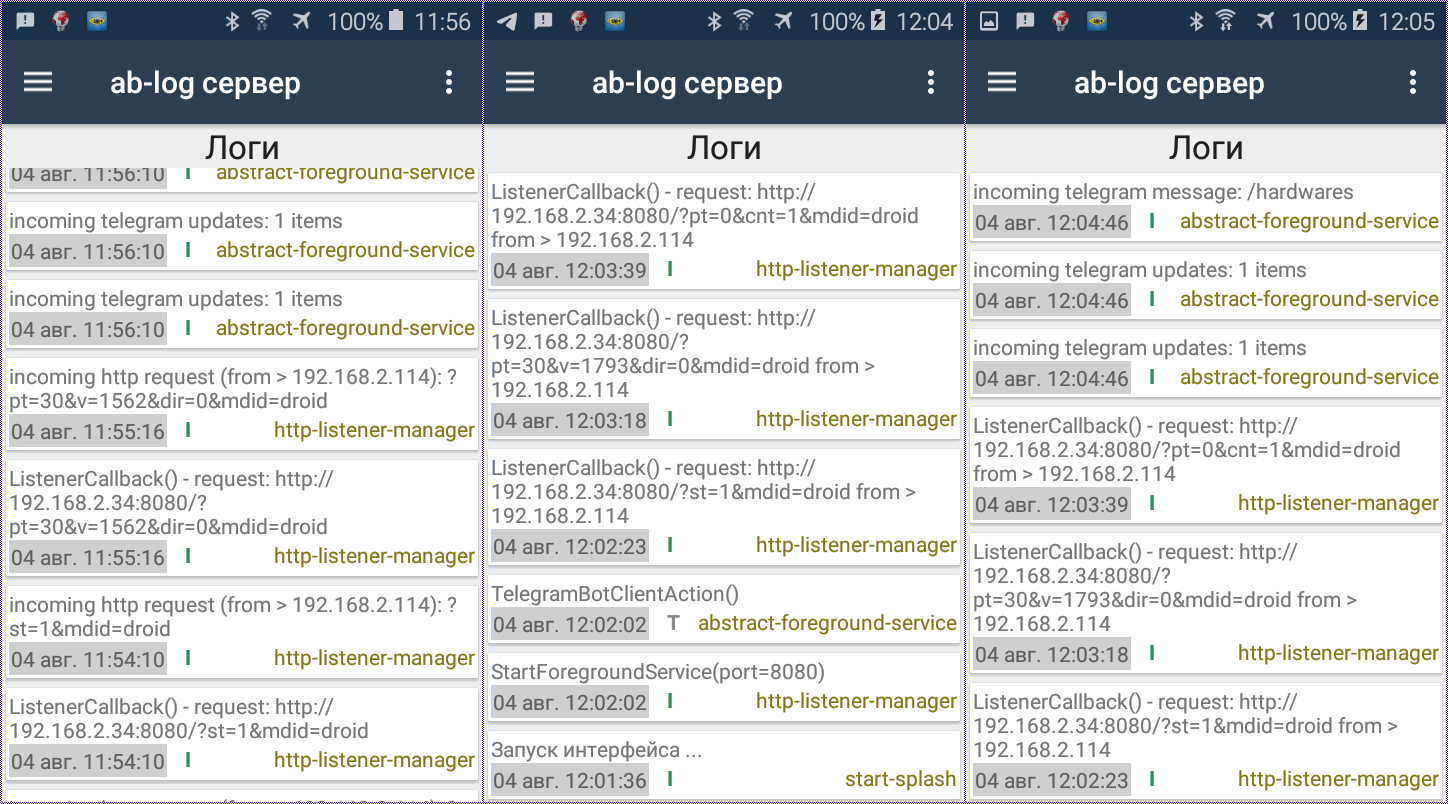 100% 11:56
ab-log сервер
Логи
04 авг. 11:56:10 I abstract-foreground-service
incoming telegram updates: 1 items
04 авг. 11:56:10 I abstract-foreground-service
incoming telegram updates: 1 items
04 авг. 11:56:10 I abstract-foreground-service
incoming http request (from > 192.168.2.114): ?
pt=30&v=1562&dir=0&mdid=droid
04 авг. 11:55:16 I http-listener-manager
ListenerCallback() - request: http://
192.168.2.34:8080/?
pt=30&v=1562&dir=0&mdid=droid
04 авг. 11:55:16 I http-listener-manager
incoming http request (from > 192.168.2.114): ?
st=1&mdid=droid
04 авг. 11:54:10 I http-listener-manager
ListenerCallback() - request: http://
192.168.2.34:8080/?st=1&mdid=droid
04 авг. 11:54:10 I http-listener-manager
100% 12:04
ab-log сервер
Логи
ListenerCallback() - request: http://
192.168.2.34:8080/?pt=0&cnt=1&mdid=droid
from > 192.168.2.114
04 авг. 12:03:39 I http-listener-manager
ListenerCallback() - request: http://
192.168.2.34:8080/?
pt=30&v=1793&dir=0&mdid=droid from >
192.168.2.114
04 авг. 12:03:18 I http-listener-manager
ListenerCallback() - request: http://
192.168.2.34:8080/?st=1&mdid=droid from >
192.168.2.114
04 авг. 12:02:23 I http-listener-manager
TelegramBotClientAction()
04 авг. 12:02:02 T abstract-foreground-service
StartForegroundService(port=8080)
04 авг. 12:02:02 I http-listener-manager
Запуск интерфейса ...
04 авг. 12:01:36 I start-splash
100% 12:05
ab-log сервер
Логи
incoming telegram message: /hardwares
04 авг. 12:04:46 I abstract-foreground-service
incoming telegram updates: 1 items
04 авг. 12:04:46 I abstract-foreground-service
incoming telegram updates: 1 items
04 авг. 12:04:46 I abstract-foreground-service
ListenerCallback() - request: http://
192.168.2.34:8080/?pt=0&cnt=1&mdid=droid
from > 192.168.2.114
04 авг. 12:03:39 I http-listener-manager
ListenerCallback() - request: http://
192.168.2.34:8080/?
pt=30&v=1793&dir=0&mdid=droid from >
192.168.2.114
04 авг. 12:03:18 I http-listener-manager
ListenerCallback() - request: http://
192.168.2.34:8080/?st=1&mdid=droid from >
192.168.2.114
04 авг. 12:02:23 I http-listener-manager